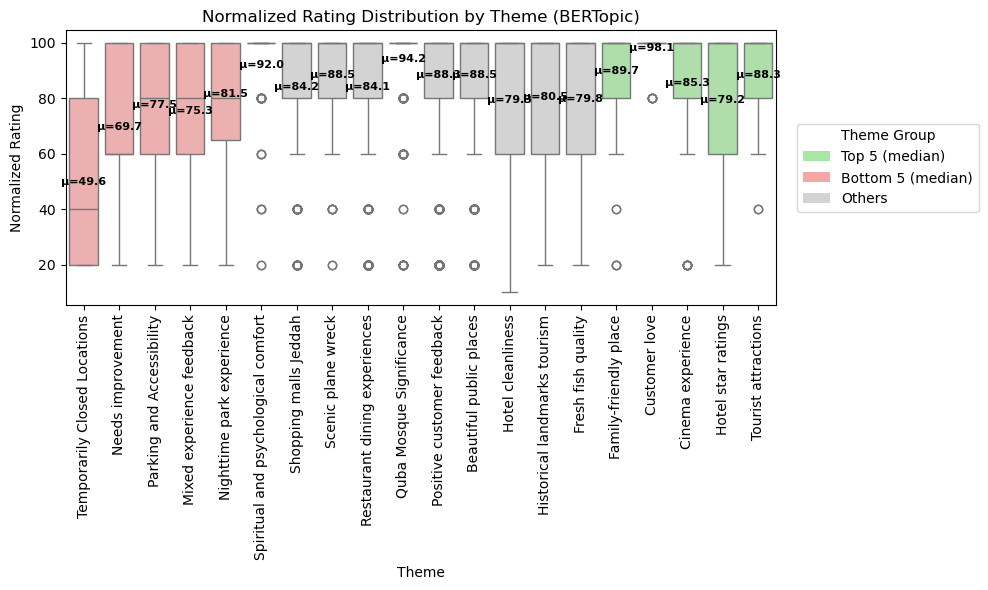 Normalized Rating Distribution by Theme (BERTopic)
Normalized Rating
100
80
60
40
20
μ=49.6
μ=69.7
μ=77.5
μ=75.3
μ=81.5
μ=92.0
μ=84.2
μ=88.5
μ=84.1
μ=94.2
μ=88.3
μ=88.5
μ=80.5
μ=79.8
μ=89.7
μ=98.1
μ=85.3
μ=79.2
μ=88.3
Temporarily Closed Locations
Needs improvement
Parking and Accessibility
Mixed experience feedback
Nighttime park experience
Spiritual and psychological comfort
Shopping malls Jeddah
Scenic plane wreck
Restaurant dining experiences
Quba Mosque Significance
Positive customer feedback
Beautiful public places
Hotel cleanliness
Historical landmarks tourism
Fresh fish quality
Family-friendly place
Customer love
Cinema experience
Hotel star ratings
Tourist attractions
Theme
Theme Group
Top 5 (median)
Bottom 5 (median)
Others